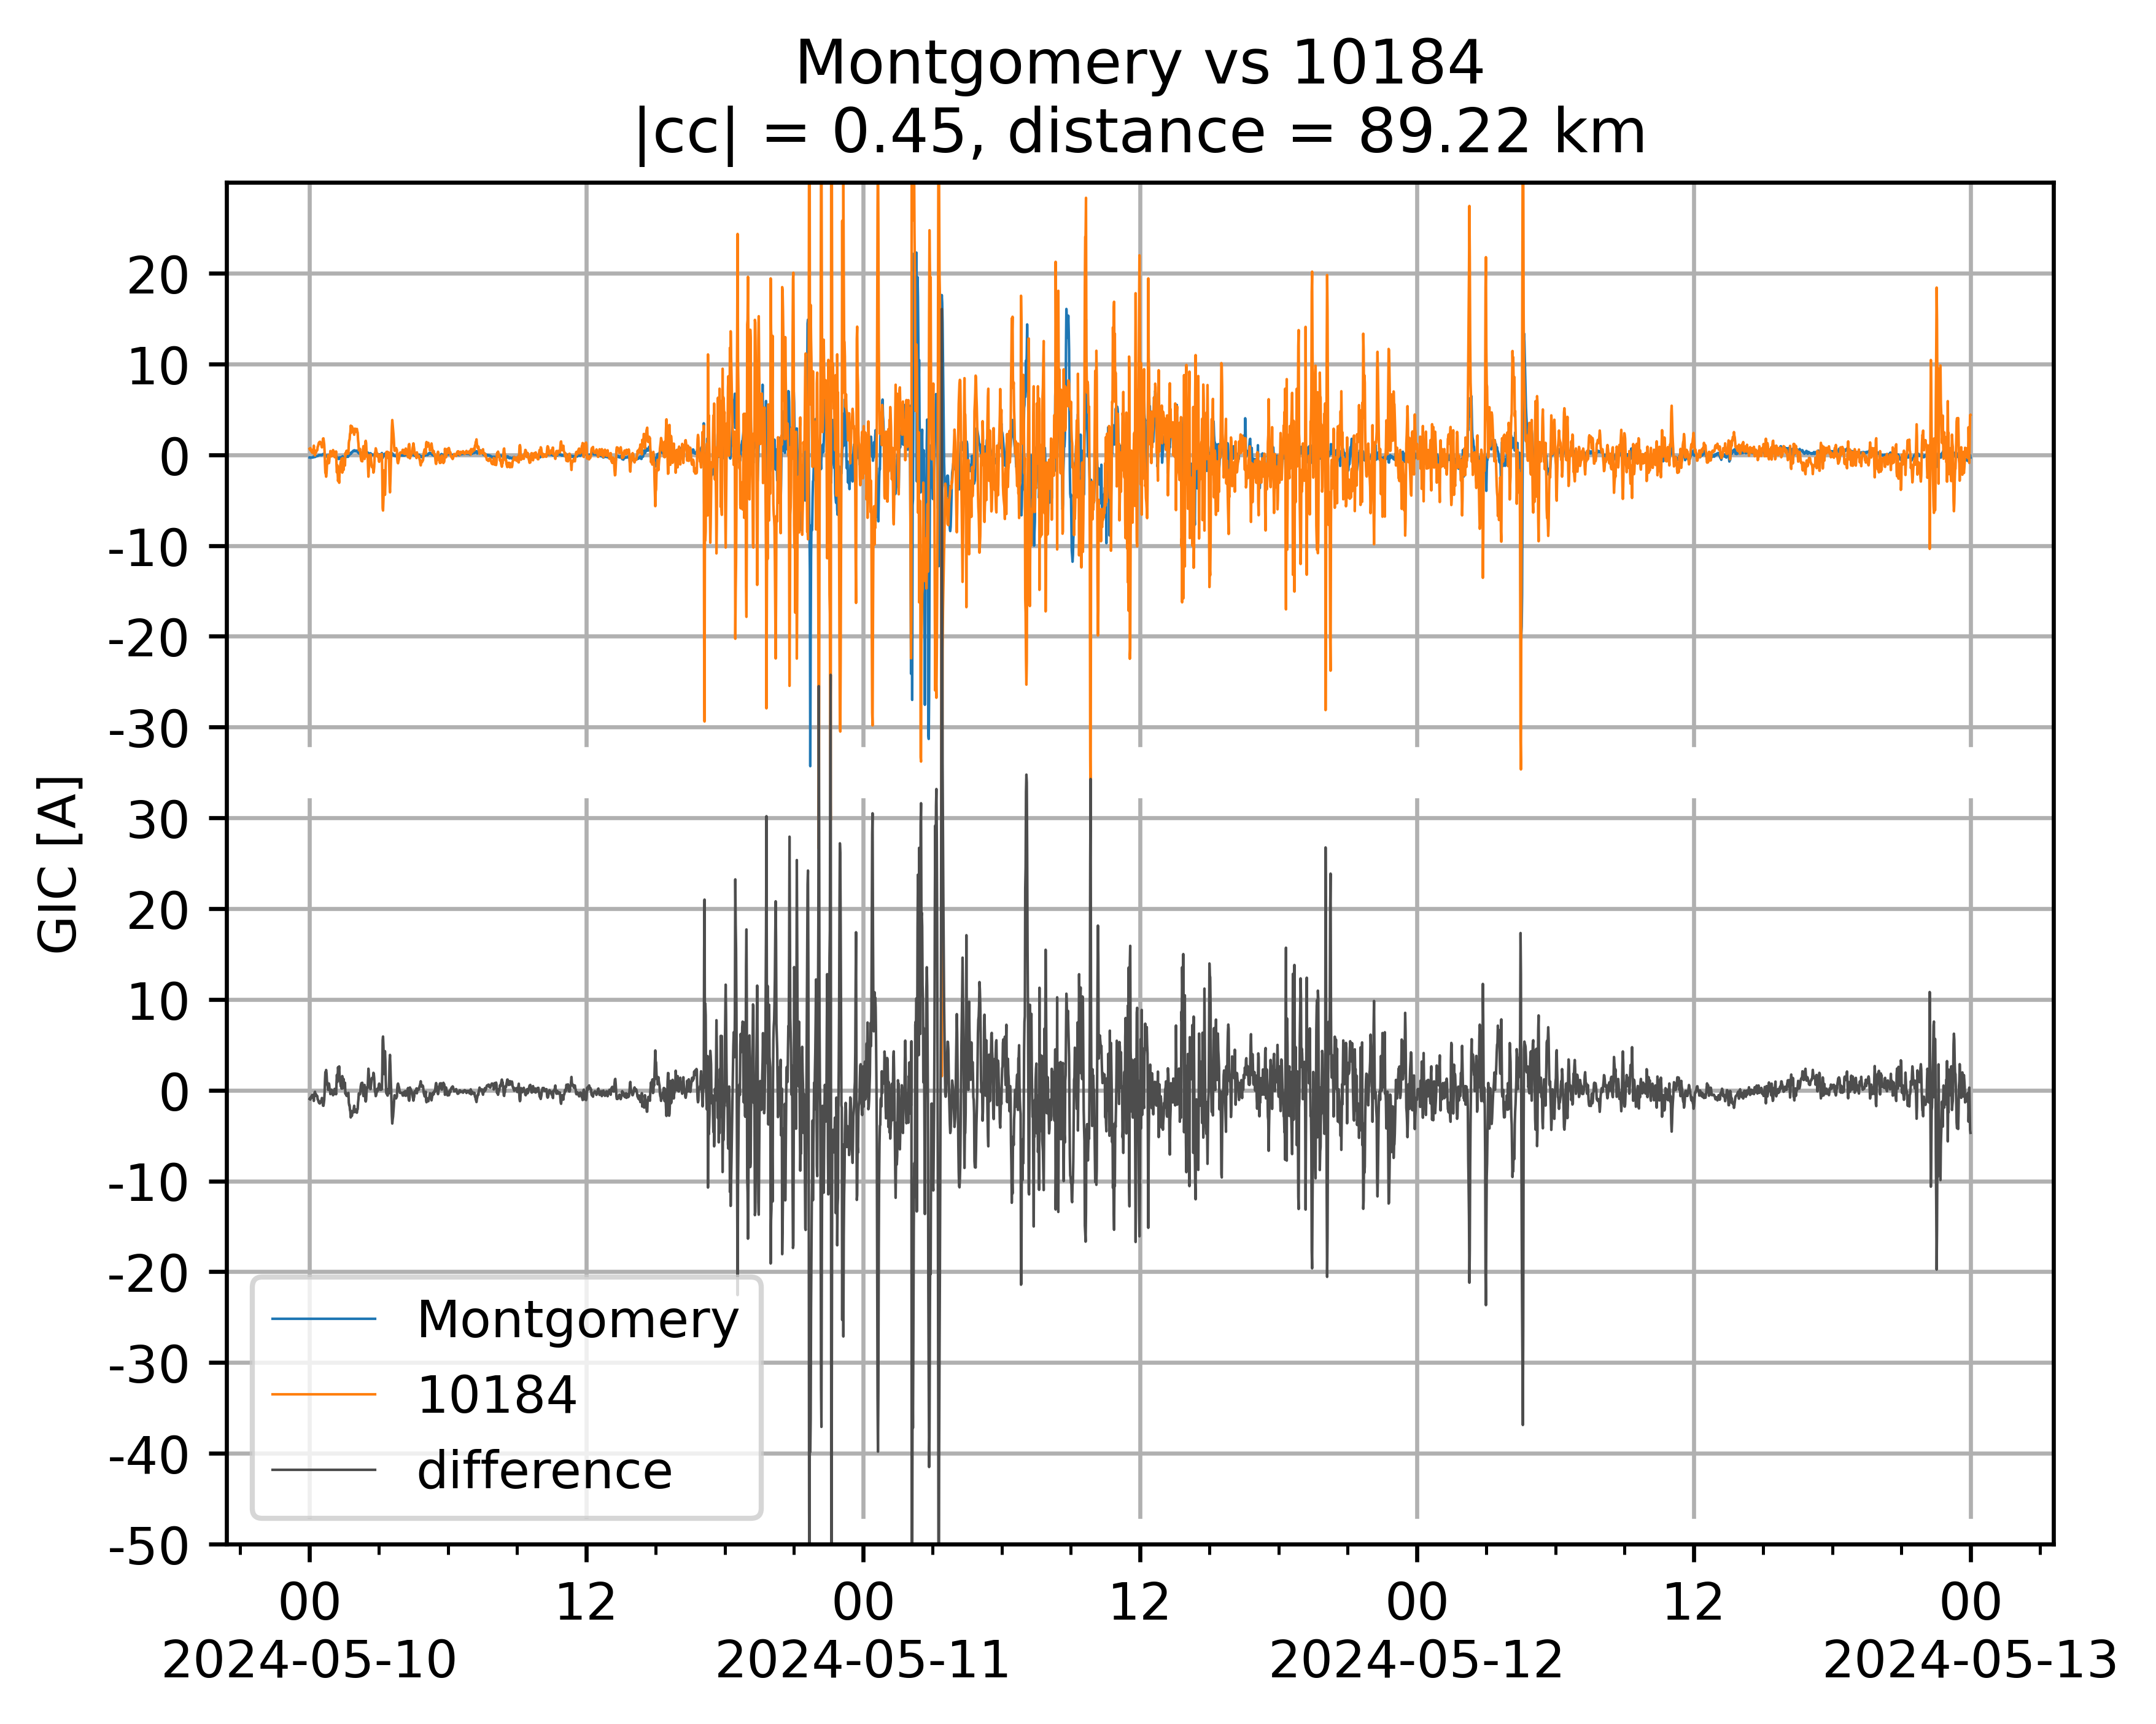 Montgomery vs 10184
|cc| = 0.45, distance = 89.22 km
20
10
0
-10
-20
-30
30
20
10
0
-10
-20
-30
-40
-50
GIC [A]
Montgomery
10184
difference
00 12 00 12 00 12 00
2024-05-10 2024-05-11 2024-05-12 2024-05-13